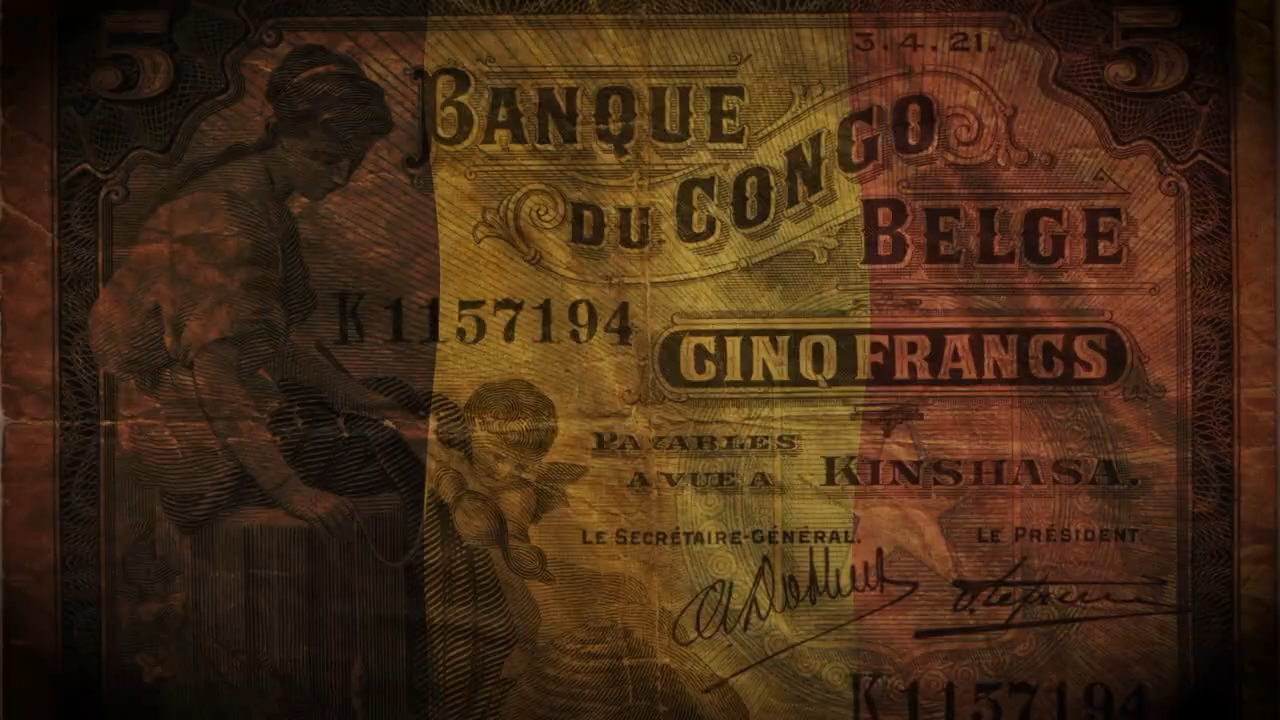 5
3.4.21.
5
BANQUE
DU CONGO
BELGE
K1157194
CINQ FRANCS
PAYABLES
A VUE A KINSHASA.
LE SECRÉTAIRE-GÉNÉRAL. LE PRÉSIDENT.
K1157194